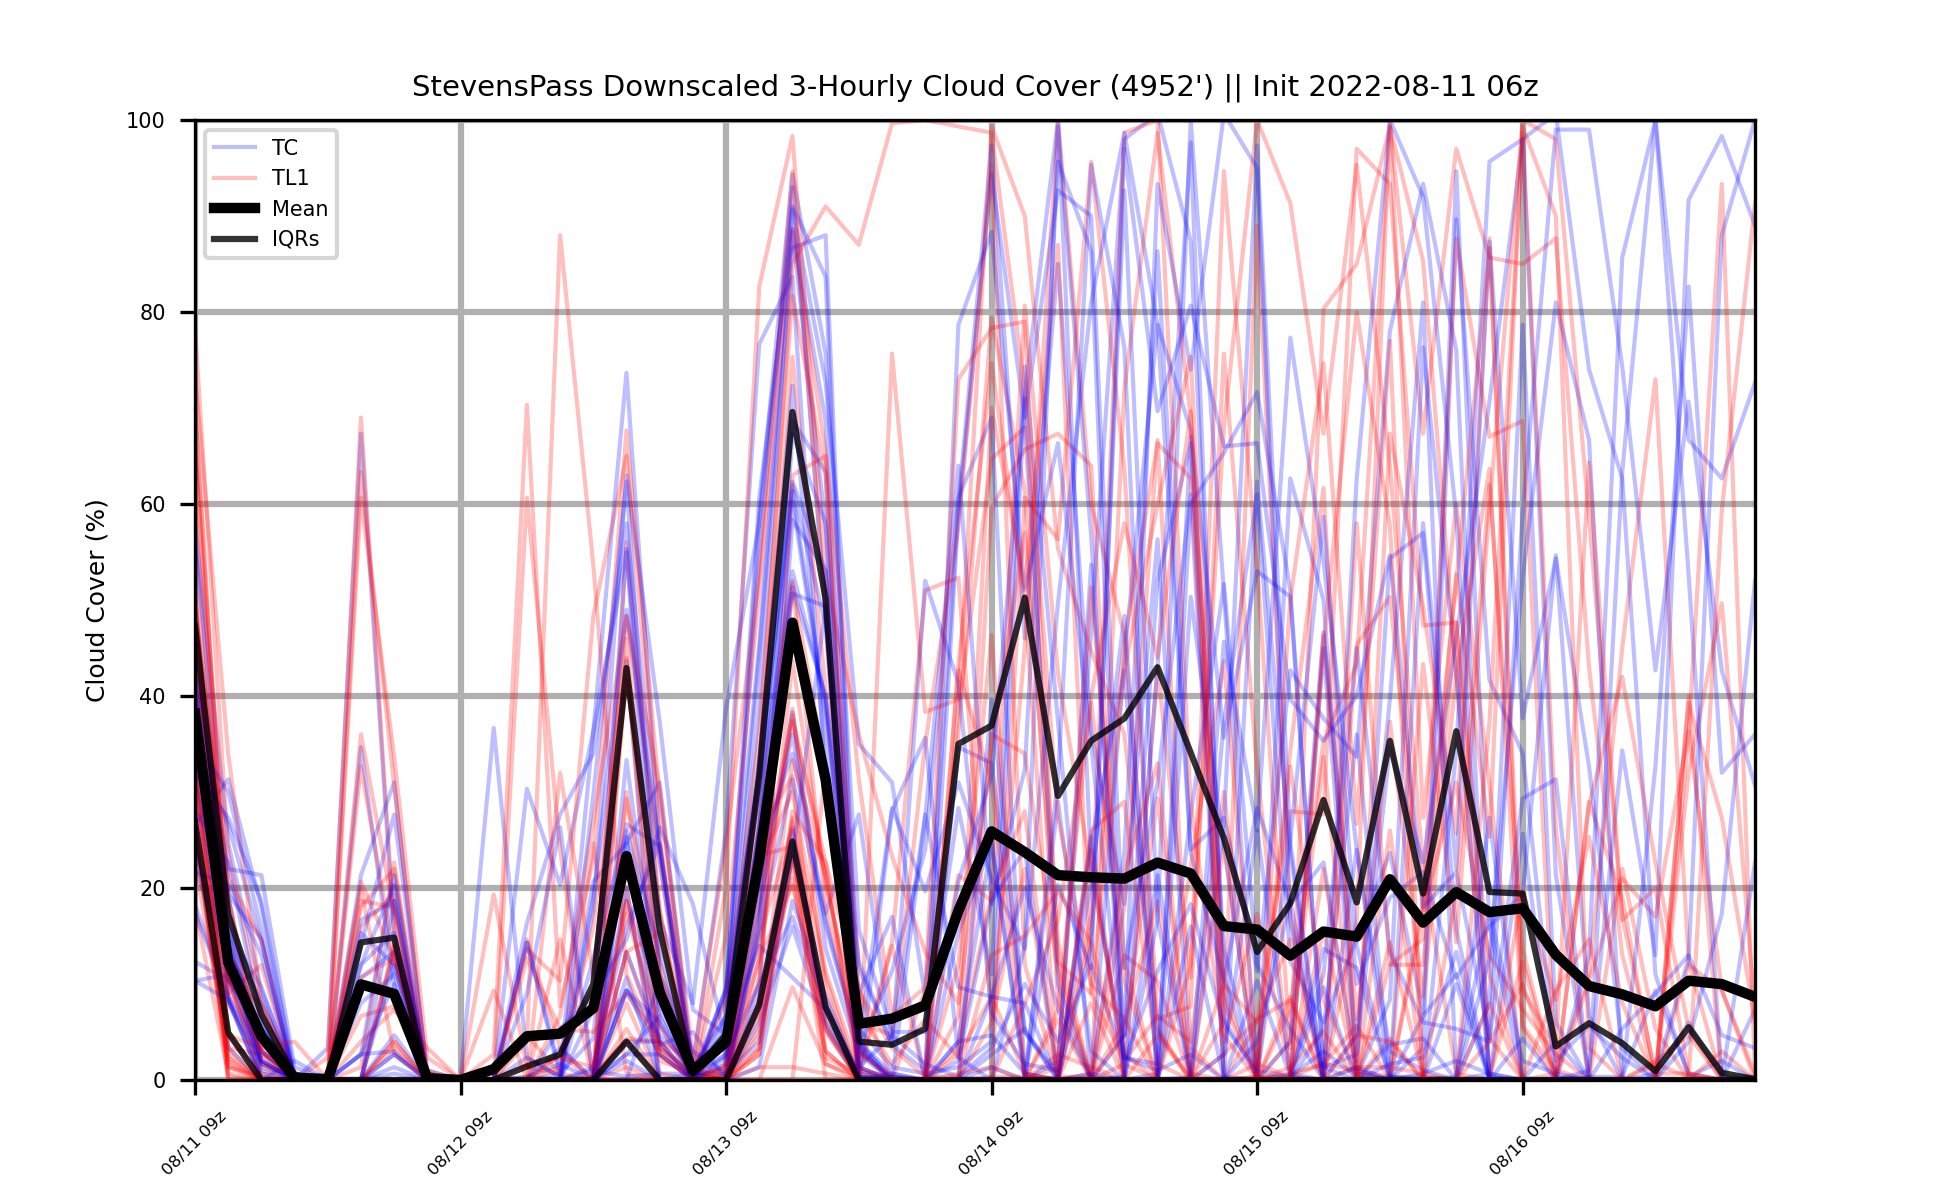 StevensPass Downscaled 3-Hourly Cloud Cover (4952') || Init 2022-08-11 06z
TC
TL1
Mean
IQRs
Cloud Cover (%)
100
80
60
40
20
0
08/11 09z
08/12 09z
08/13 09z
08/14 09z
08/15 09z
08/16 09z